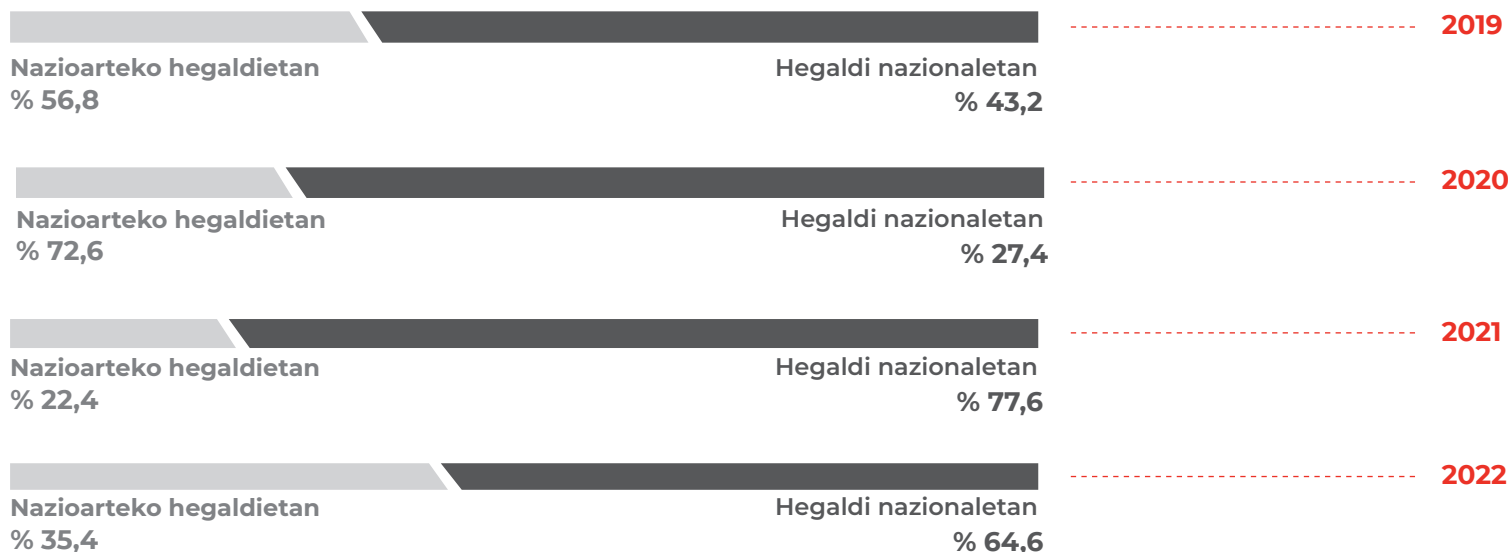 2019
Nazioarteko hegaldietan
% 56,8
Hegaldi nazionaletan
% 43,2
2020
Nazioarteko hegaldietan
% 72,6
Hegaldi nazionaletan
% 27,4
2021
Nazioarteko hegaldietan
% 22,4
Hegaldi nazionaletan
% 77,6
2022
Nazioarteko hegaldietan
% 35,4
Hegaldi nazionaletan
% 64,6